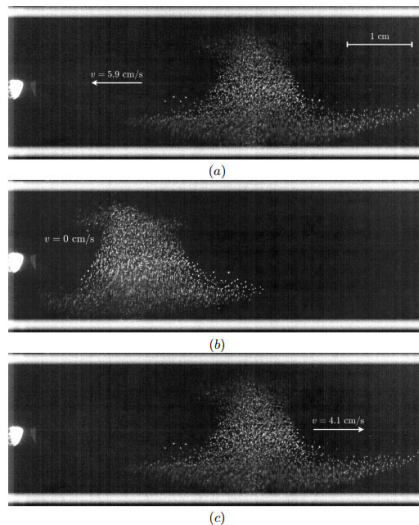 1 cm
v = 5.9 cm/s
(a)
v = 0 cm/s
(b)
v = 4.1 cm/s
(c)